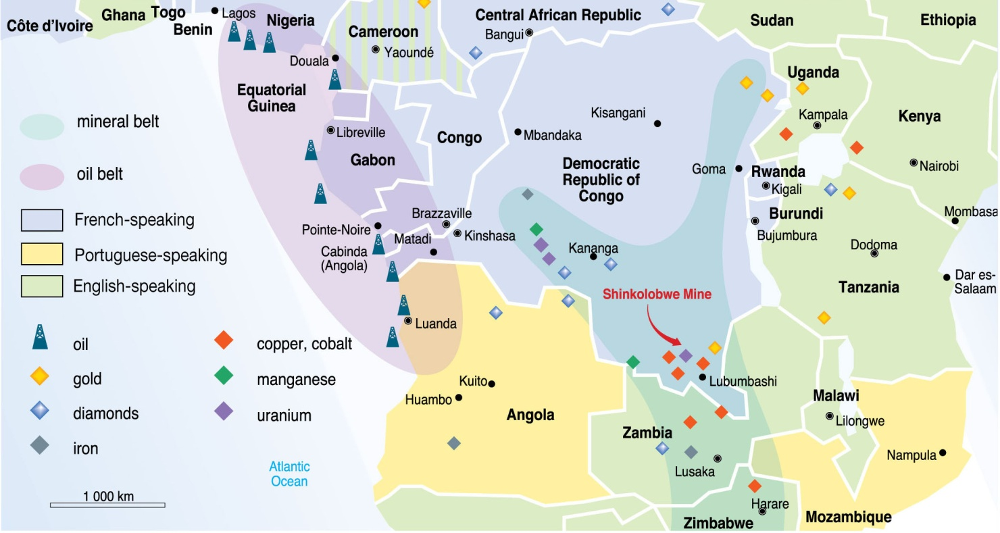 Côte d'Ivoire
Ghana
Togo
Benin
Lagos
Nigeria
Cameroon
Yaoundé
Douala
Central African Republic
Bangui
Sudan
Ethiopia
Equatorial
Guinea
Libreville
Gabon
Congo
Mbandaka
Kisangani
Democratic
Republic of
Congo
Uganda
Kampala
Kenya
Nairobi
Goma
Rwanda
Kigali
Burundi
Bujumbura
Mombasa
Dodoma
Dar es-
Salaam
Tanzania
Brazzaville
Pointe-Noire
Matadi
Kinshasa
Cabinda
(Angola)
Kananga
Shinkolobwe Mine
Luanda
Lubumbashi
Kuito
Huambo
Angola
Zambia
Lusaka
Malawi
Lilongwe
Nampula
Harare
Zimbabwe
Mozambique
mineral belt
oil belt
French-speaking
Portuguese-speaking
English-speaking
oil
gold
diamonds
iron
copper, cobalt
manganese
uranium
Atlantic
Ocean
1 000 km